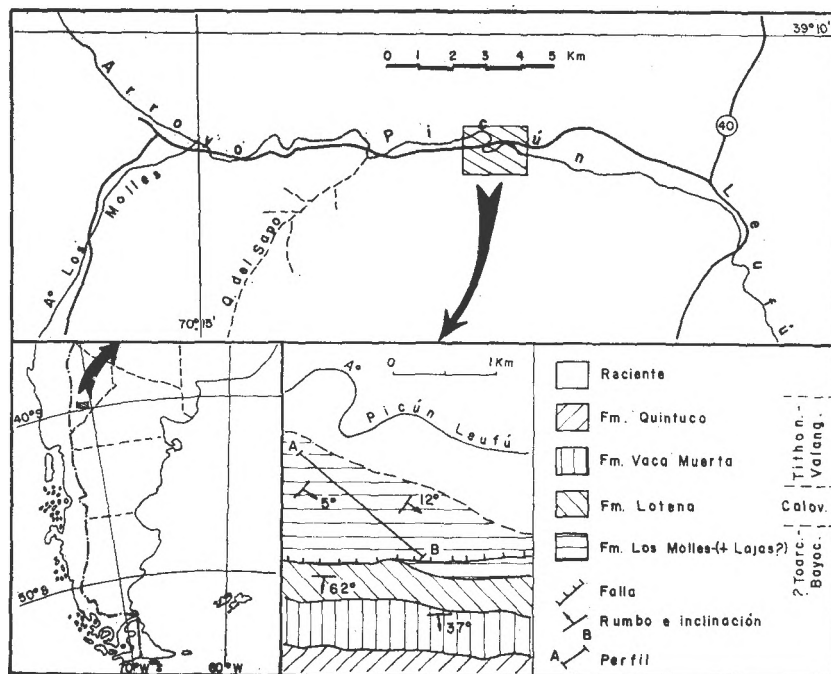 39°10'
0 1 2 3 4 5 Km
Arroyo Picún Leufú
40
Aº Los Molles
Q. del Sapo
70°15'
40°S
50°S
70°W
60°W
0 1Km
Aº Picún Leufú
A
5°
12°
B
62°
37°
Raciente
Fm. Quintuco
Fm. Vaca Muerta
Fm. Lotena
Fm. Los Molles (+ Lajas?)
Falla
Rumbo e inclinación
A B
Perfil
Tithon.-
Valang.
Calov.
?Toarc.-
Bayoc.